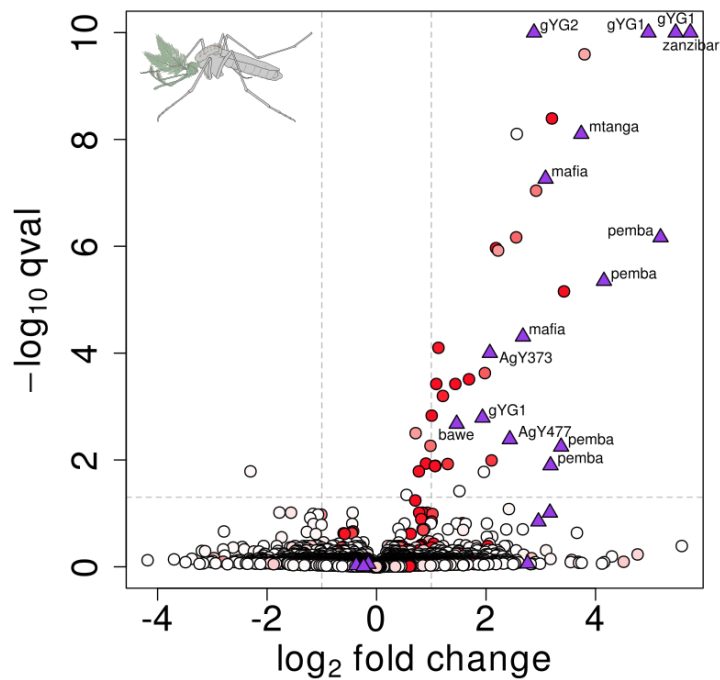 10
gYG2
gYG1
gYG1
zanzibar
8
mtanga
mafia
6
pemba
pemba
−log10 qval
4
mafia
AgY373
gYG1
bawe
AgY477
pemba
2
pemba
0
-4 -2 0 2 4
log2 fold change